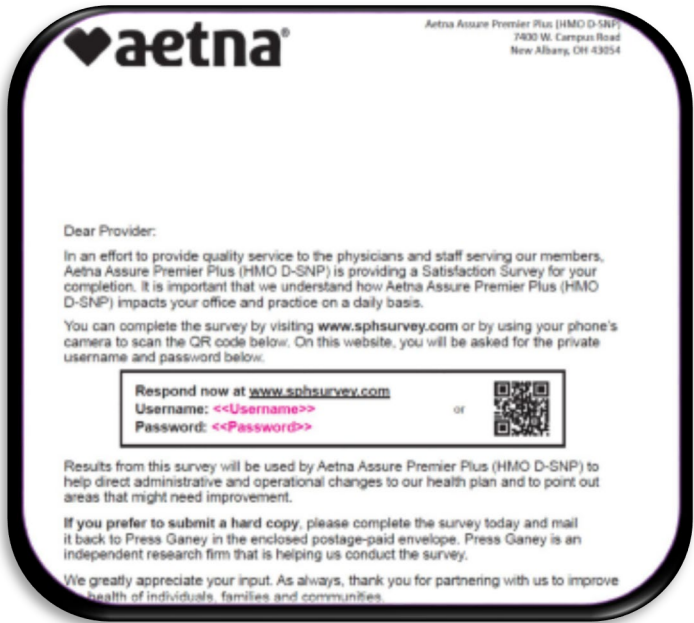 aetna®
Aetna Assure Premier Plus (HMO D-SNP)
7400 W. Campus Road
New Albany, OH 43054
Dear Provider:
In an effort to provide quality service to the physicians and staff serving our members,
Aetna Assure Premier Plus (HMO D-SNP) is providing a Satisfaction Survey for your
completion. It is important that we understand how Aetna Assure Premier Plus (HMO
D-SNP) impacts your office and practice on a daily basis.
You can complete the survey by visiting www.sphsurvey.com or by using your phone's
camera to scan the QR code below. On this website, you will be asked for the private
username and password below.
Respond now at www.sphsurvey.com
Username: <<Username>>
or
Password: <<Password>>
Results from this survey will be used by Aetna Assure Premier Plus (HMO D-SNP) to
help direct administrative and operational changes to our health plan and to point out
areas that might need improvement.
If you prefer to submit a hard copy, please complete the survey today and mail
it back to Press Ganey in the enclosed postage-paid envelope. Press Ganey is an
independent research firm that is helping us conduct the survey.
We greatly appreciate your input. As always, thank you for partnering with us to improve
health of individuals, families and communities.